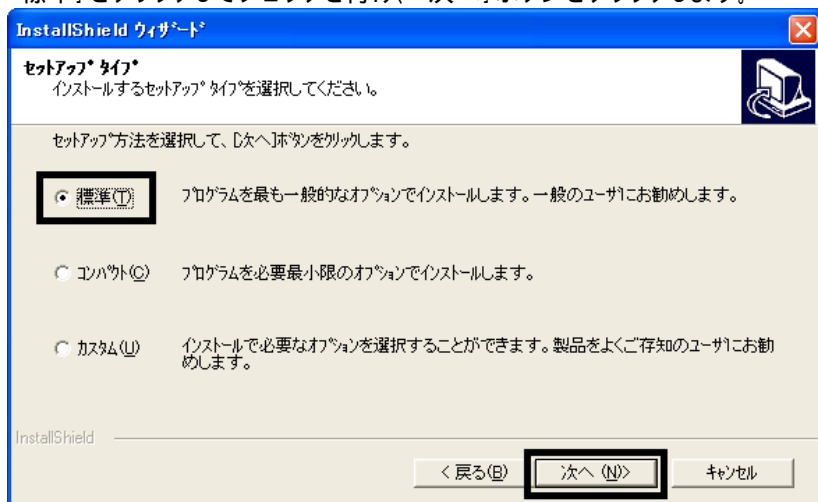 InstallShield ウィザード
セットアップ タイプ
インストールするセットアップ タイプを選択してください。
セットアップ方法を選択して、[次へ]ボタンをクリックします。
標準(T)
プログラムを最も一般的なオプションでインストールします。一般のユーザにお勧めします。
コンパクト(C)
プログラムを必要最小限のオプションでインストールします。
カスタム(U)
インストールで必要なオプションを選択することができます。製品をよくご存知のユーザにお勧
めします。
InstallShield
< 戻る(B)
次へ (N)>
キャンセル